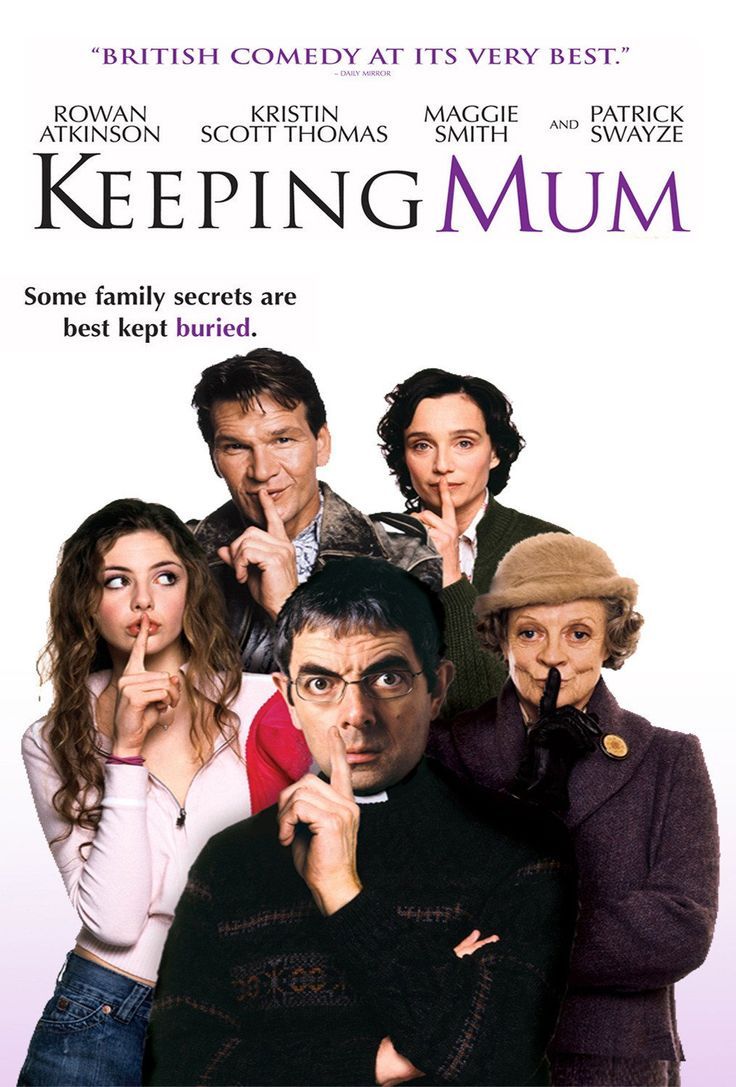 “BRITISH COMEDY AT ITS VERY BEST.”
– DAILY MIRROR
ROWAN ATKINSON KRISTIN SCOTT THOMAS MAGGIE SMITH AND PATRICK SWAYZE
KEEPING MUM
Some family secrets are
best kept buried.